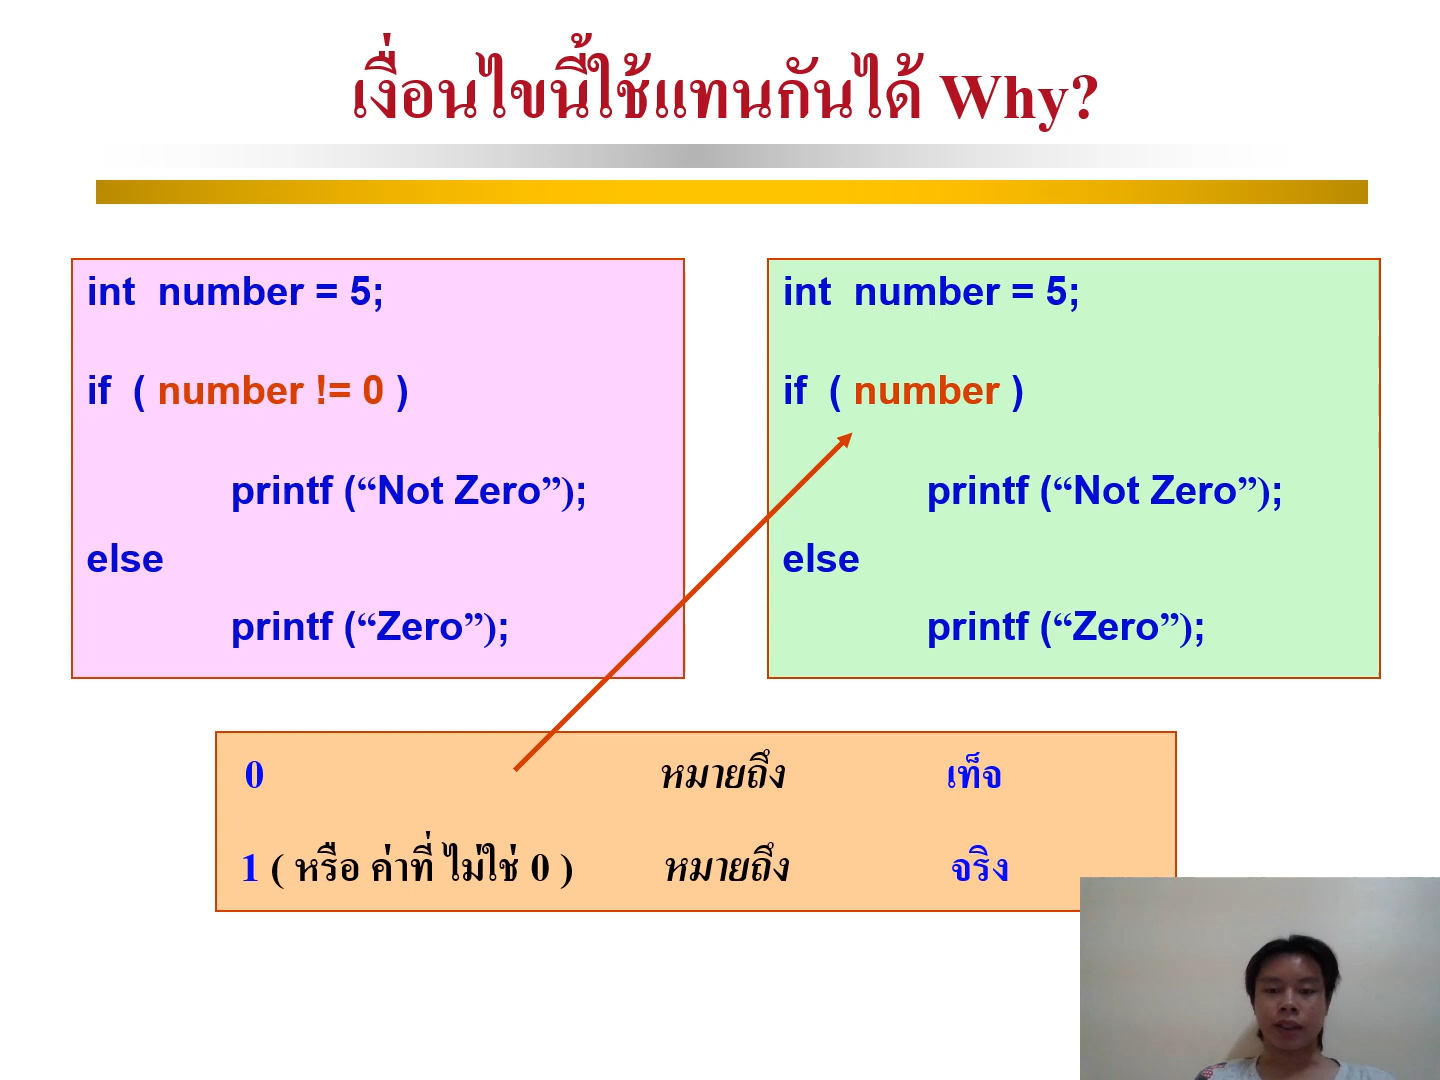 เงื่อนไขนี้ใช้แทนกันได้ Why?
int number = 5;
if ( number != 0 )
printf (“Not Zero”);
else
printf (“Zero”);
int number = 5;
if ( number )
printf (“Not Zero”);
else
printf (“Zero”);
0 หมายถึง เท็จ
1 ( หรือ ค่าที่ ไม่ใช่ 0 ) หมายถึง จริง